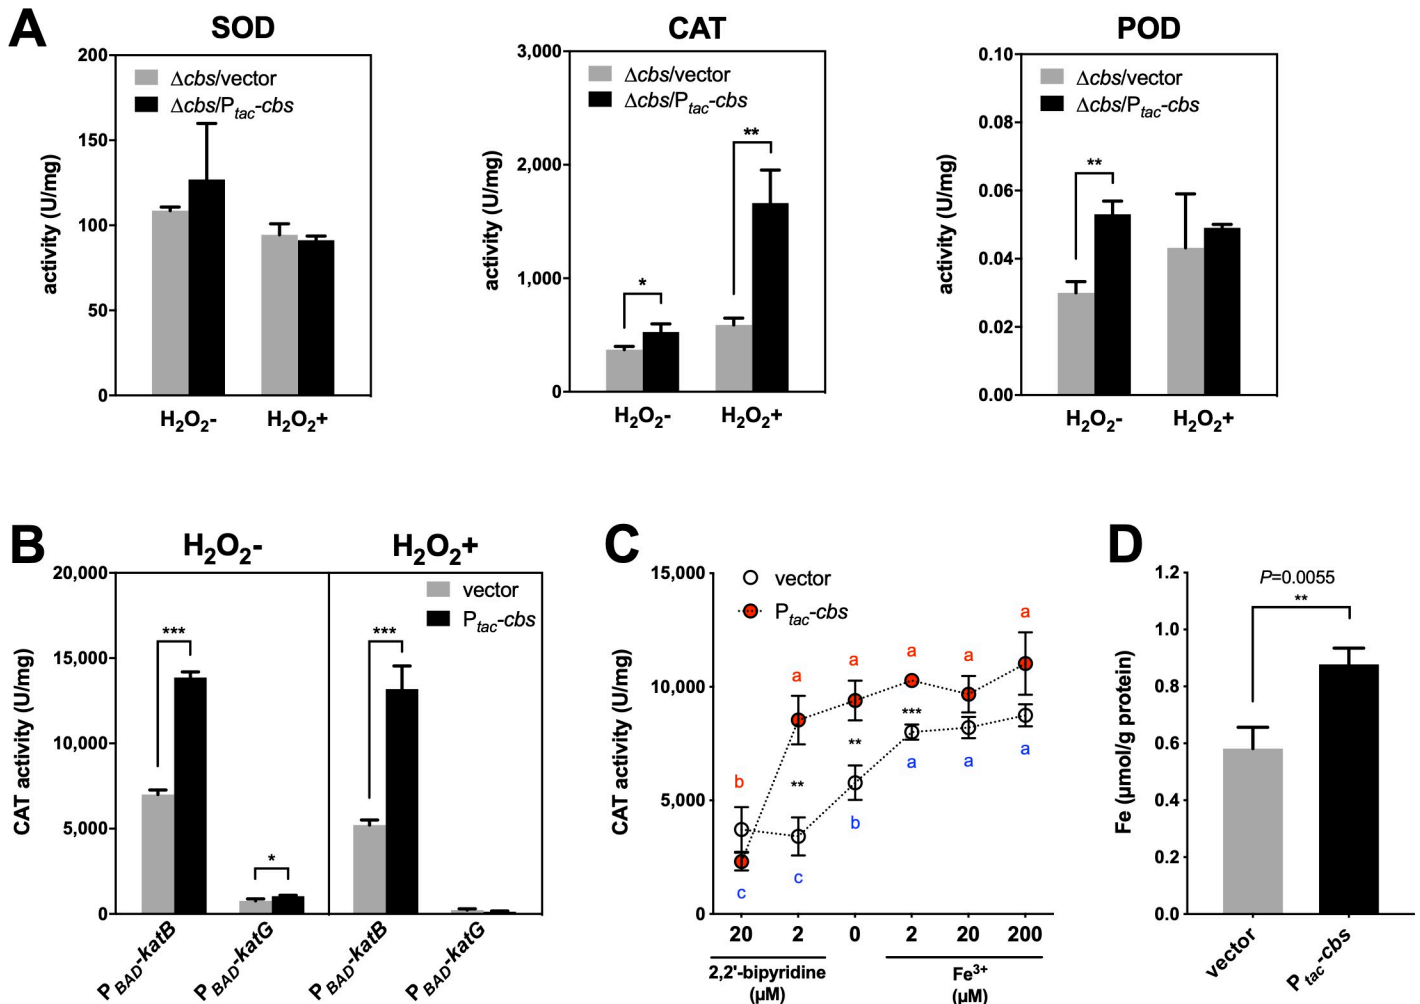 A
SOD
200
150
100
50
0
activity (U/mg)
Δcbs/vector
Δcbs/Ptac-cbs
H2O2-
H2O2+
CAT
3,000
2,000
1,000
0
activity (U/mg)
Δcbs/vector
Δcbs/Ptac-cbs
*
**
H2O2-
H2O2+
POD
0.10
0.08
0.06
0.04
0.02
0.00
activity (U/mg)
Δcbs/vector
Δcbs/Ptac-cbs
**
H2O2-
H2O2+
B
H2O2-
H2O2+
20,000
15,000
10,000
5,000
0
CAT activity (U/mg)
vector
Ptac-cbs
***
*
***
PBAD-katB
PBAD-katG
PBAD-katB
PBAD-katG
C
15,000
10,000
5,000
0
CAT activity (U/mg)
vector
Ptac-cbs
b
a
a
a
a
a
**
**
***
c
c
b
a
a
a
20
2
0
2
20
200
2,2'-bipyridine
(µM)
Fe3+
(µM)
D
1.2
1.0
0.8
0.6
0.4
0.2
0.0
Fe (µmol/g protein)
P=0.0055
**
vector
Ptac-cbs